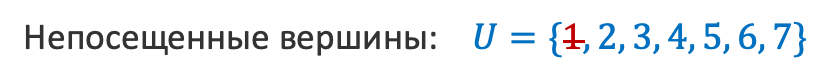 Непосещенные вершины: U = {1, 2, 3, 4, 5, 6, 7}